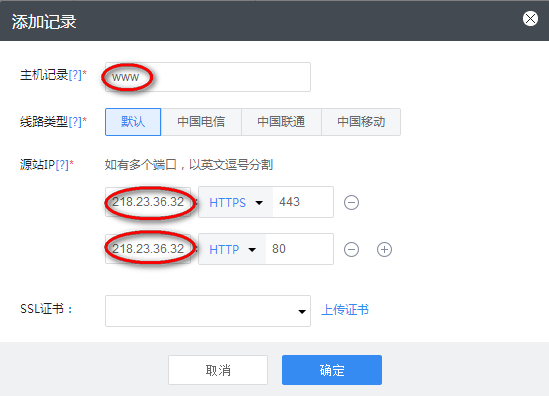 添加记录
主机记录[?]* www
线路类型[?]* 默认 中国电信 中国联通 中国移动
源站IP[?]* 如有多个端口，以英文逗号分割
218.23.36.32 : HTTPS 443
218.23.36.32 : HTTP 80
SSL证书： 上传证书
取消 确定